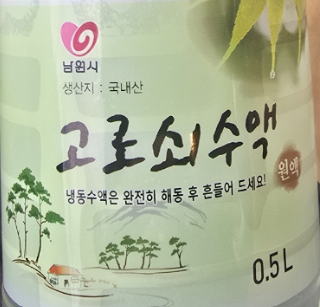 남원시
생산지 : 국내산
고로쇠수액
원액
냉동수액은 완전히 해동 후 흔들어 드세요!
0.5L